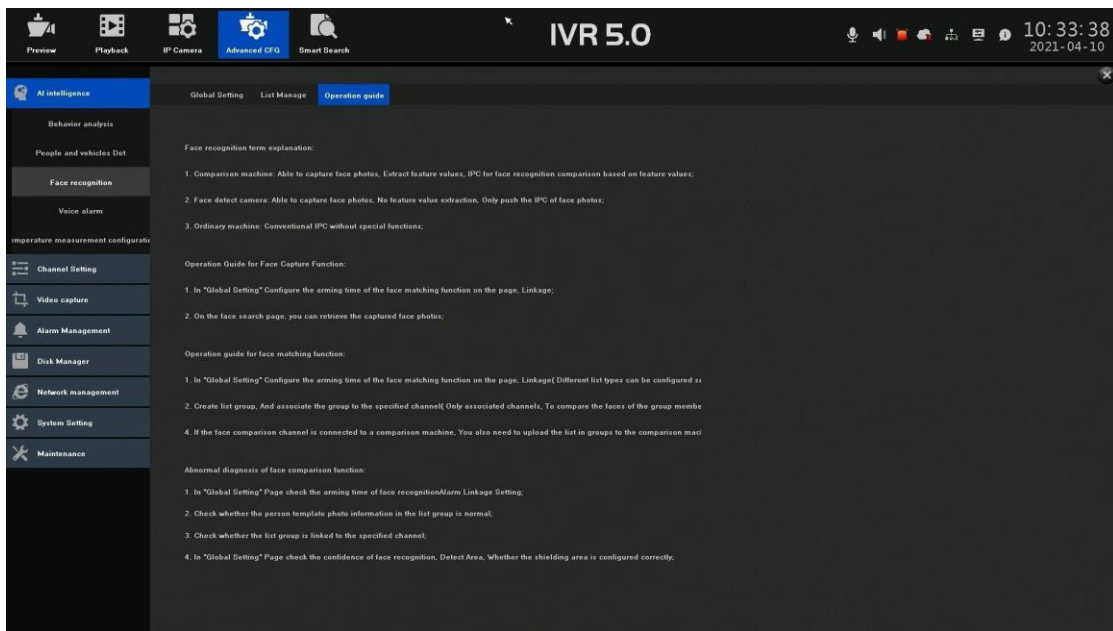 IVR 5.0
10:33:38
2021-04-10
Preview
Playback
IP Camera
Advanced CFG
Smart Search
AI intelligence
Behavior analysis
People and vehicles Det
Face recognition
Voice alarm
emperature measurement configuratio
Channel Setting
Video capture
Alarm Management
Disk Manager
Network management
System Setting
Maintenance
Global Setting
List Manage
Operation guide
Face recognition term explanation:
1. Comparison machine: Able to capture face photos, Extract feature values, IPC for face recognition comparison based on feature values;
2. Face detect camera: Able to capture face photos, No feature value extraction, Only push the IPC of face photos;
3. Ordinary machine: Conventional IPC without special functions;
Operation Guide for Face Capture Function:
1. In "Global Setting" Configure the arming time of the face matching function on the page, Linkage;
2. On the face search page, you can retrieve the captured face photos;
Operation guide for face matching function:
1. In "Global Setting" Configure the arming time of the face matching function on the page, Linkage( Different list types can be configured s
2. Create list group, And associate the group to the specified channel( Only associated channels, To compare the faces of the group membe
4. If the face comparison channel is connected to a comparison machine, You also need to upload the list in groups to the comparison mac
Abnormal diagnosis of face comparison function:
1. In "Global Setting" Page check the arming time of face recognitionAlarm Linkage Setting;
2. Check whether the person template photo information in the list group is normal;
3. Check whether the list group is linked to the specified channel;
4. In "Global Setting" Page check the confidence of face recognition, Detect Area, Whether the shielding area is configured correctly;